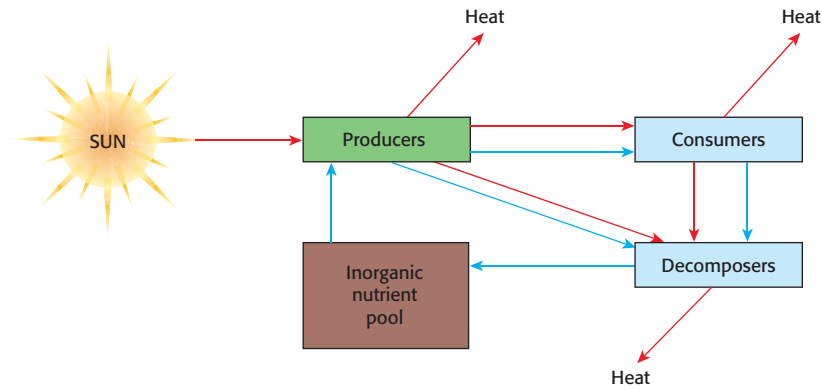 Heat
Heat
SUN
Producers
Consumers
Inorganic
nutrient
pool
Decomposers
Heat